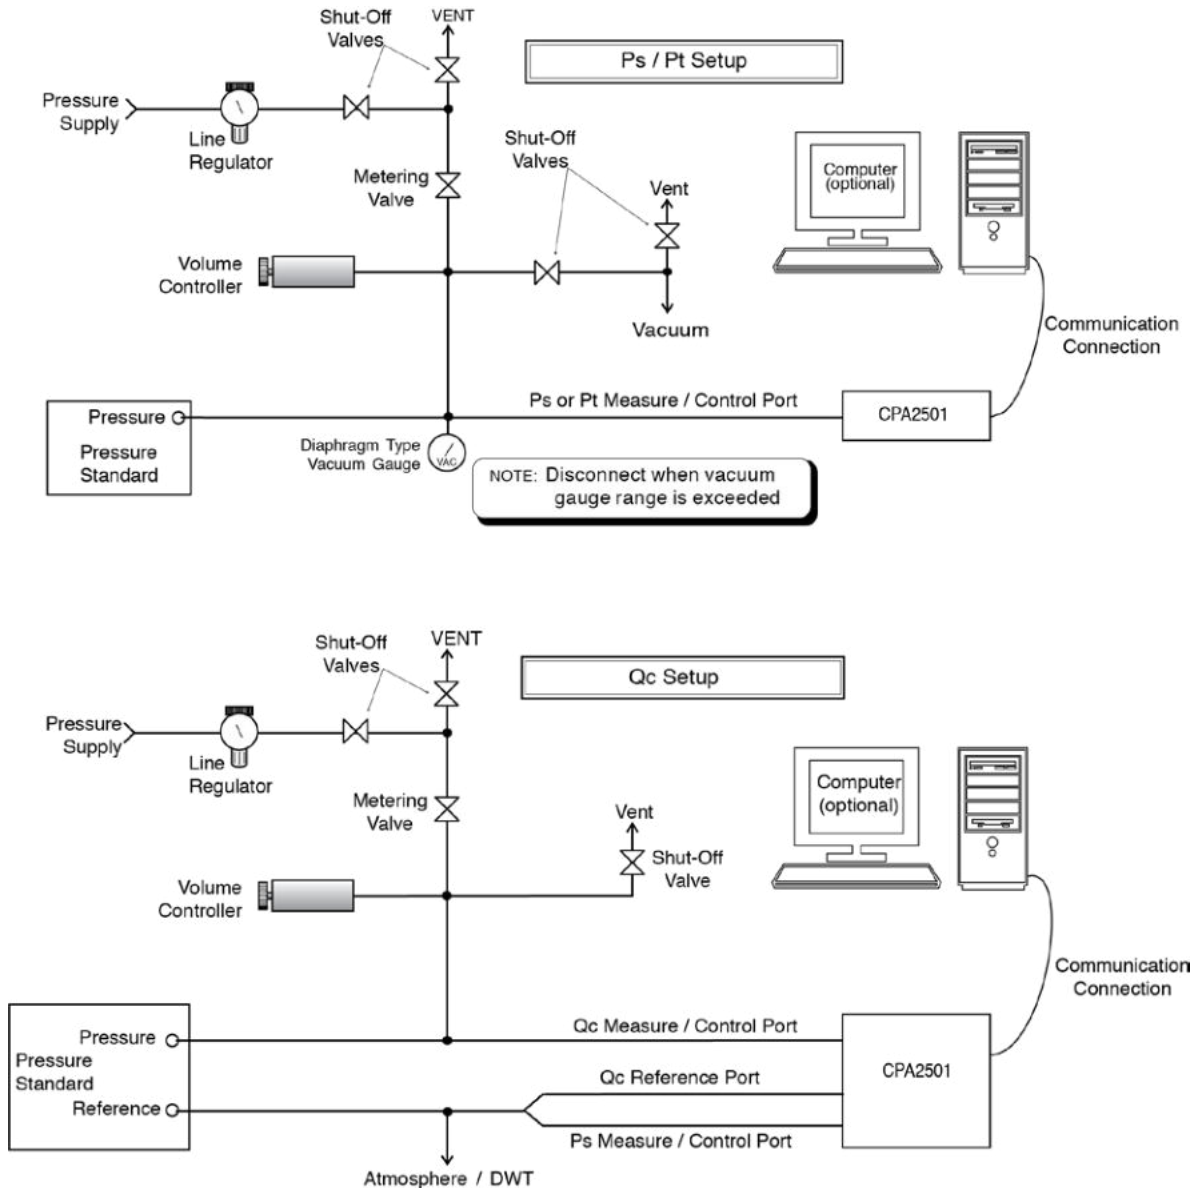 Shut-Off
Valves
VENT
Ps / Pt Setup
Pressure
Supply
Line
Regulator
Shut-Off
Valves
Metering
Valve
Vent
Computer
(optional)
Volume
Controller
Vacuum
Communication
Connection
Ps or Pt Measure / Control Port
CPA2501
Pressure
Pressure
Standard
Diaphragm Type
Vacuum Gauge
VAC
NOTE: Disconnect when vacuum
gauge range is exceeded
Shut-Off
Valves
VENT
Qc Setup
Pressure
Supply
Line
Regulator
Metering
Valve
Vent
Computer
(optional)
Shut-Off
Valve
Volume
Controller
Communication
Connection
Pressure
Pressure
Standard
Reference
Qc Measure / Control Port
Qc Reference Port
CPA2501
Ps Measure / Control Port
Atmosphere / DWT